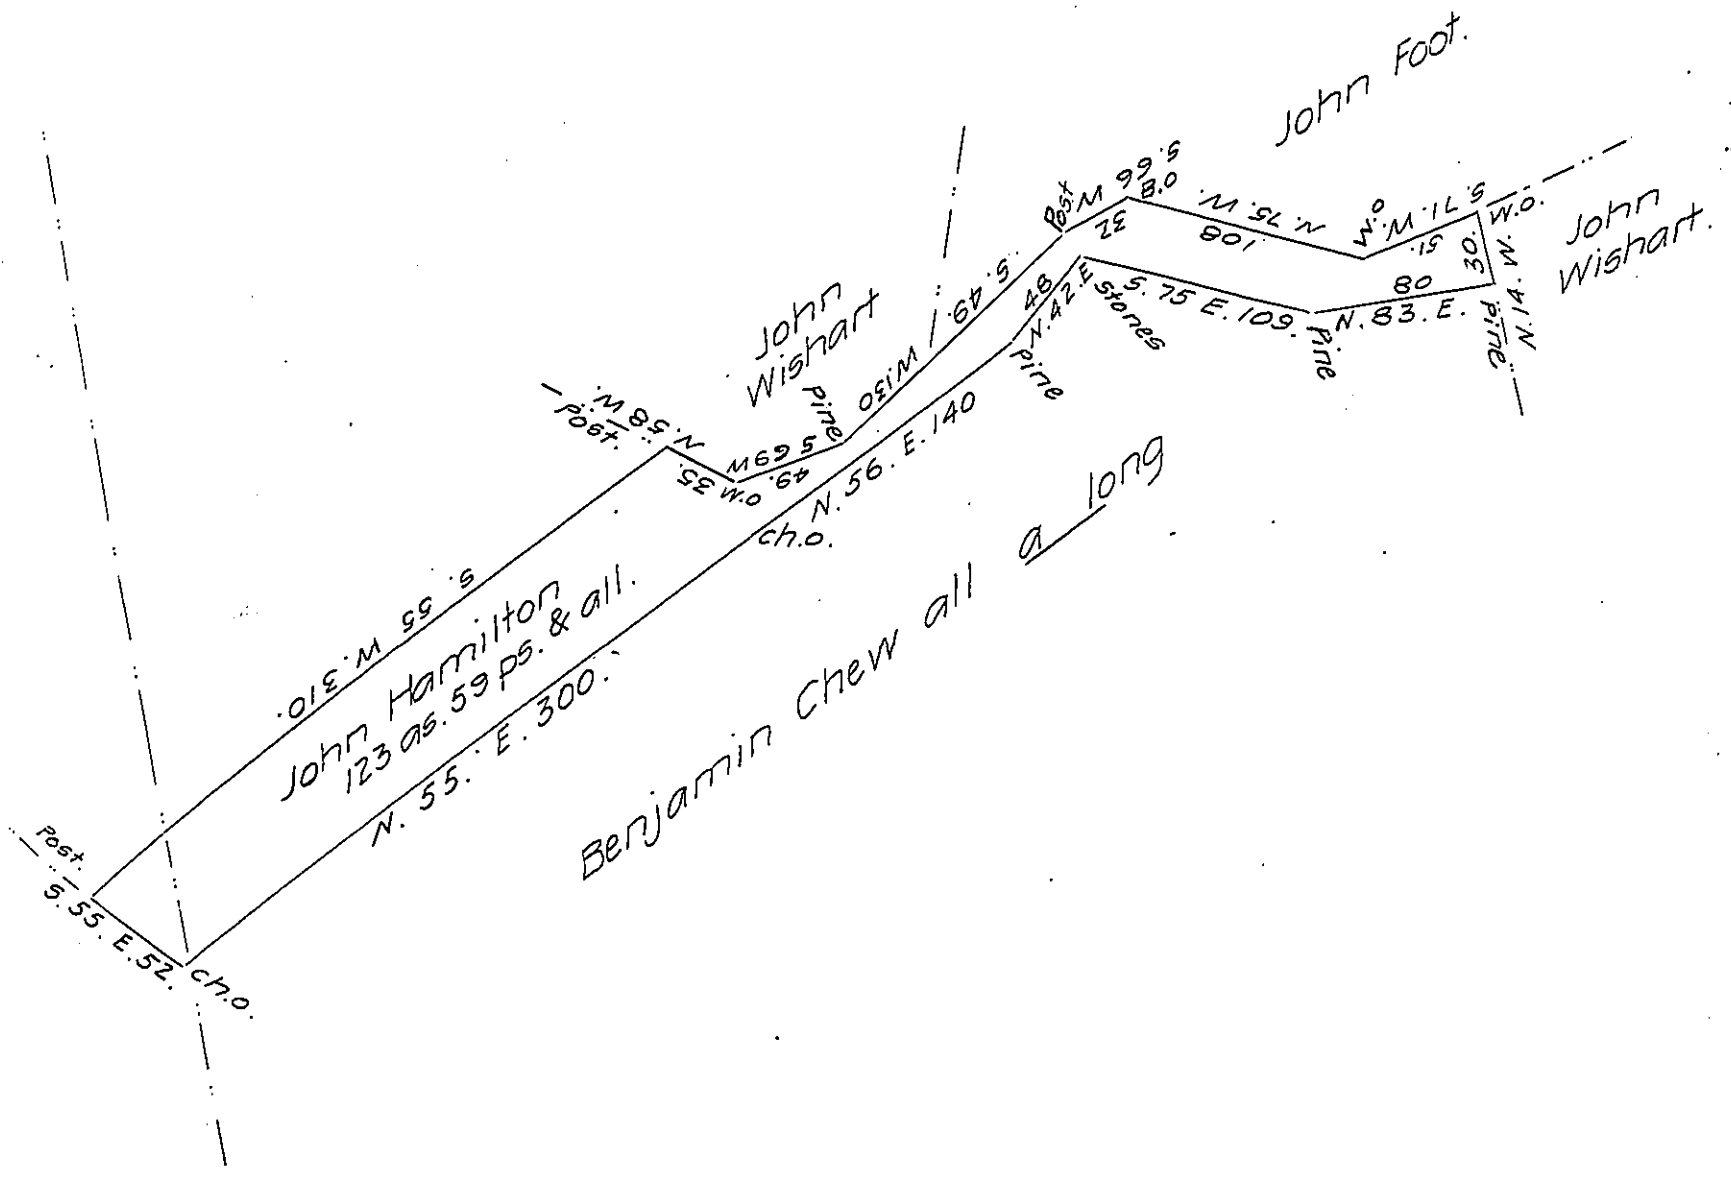 John Foot.
John
Wishart.
John
Wishart
Post
S. 66 W
32
B.O
N. 75. W.
108
W.O
S. 71. W.
51.
W.O.
N. 14. W.
30.
pine
N. 83. E.
80
Pine
S. 75 E. 109.
Stones
N. 42. E
48
pine
S. 49. W 130
pine
S 69 W
49.
W.O
N. 58 W.
35.
Post.
N. 56. E. 140
ch.o.
S. 55 W. 310.
John Hamilton
123 as. 59 ps. & all.
N. 55. E. 300.
Benjamin Chew all a long
Post.
S. 55. E. 52.
ch.o.